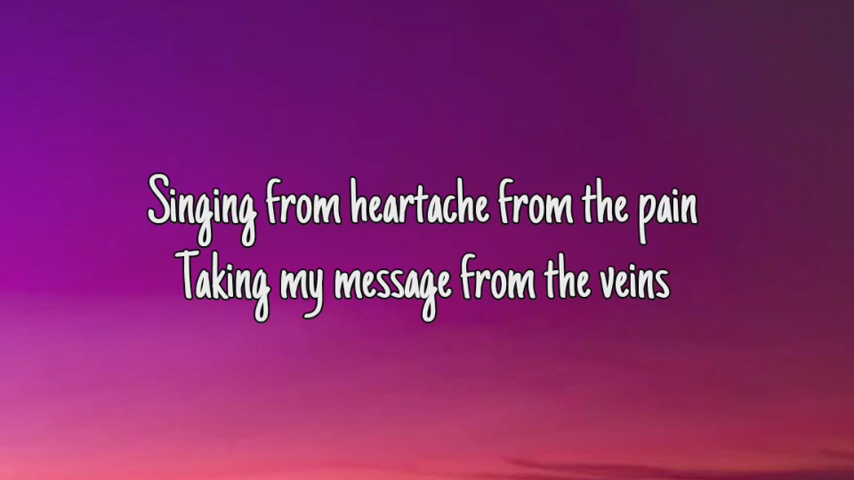 Singing from heartache from the pain
Taking my message from the veins